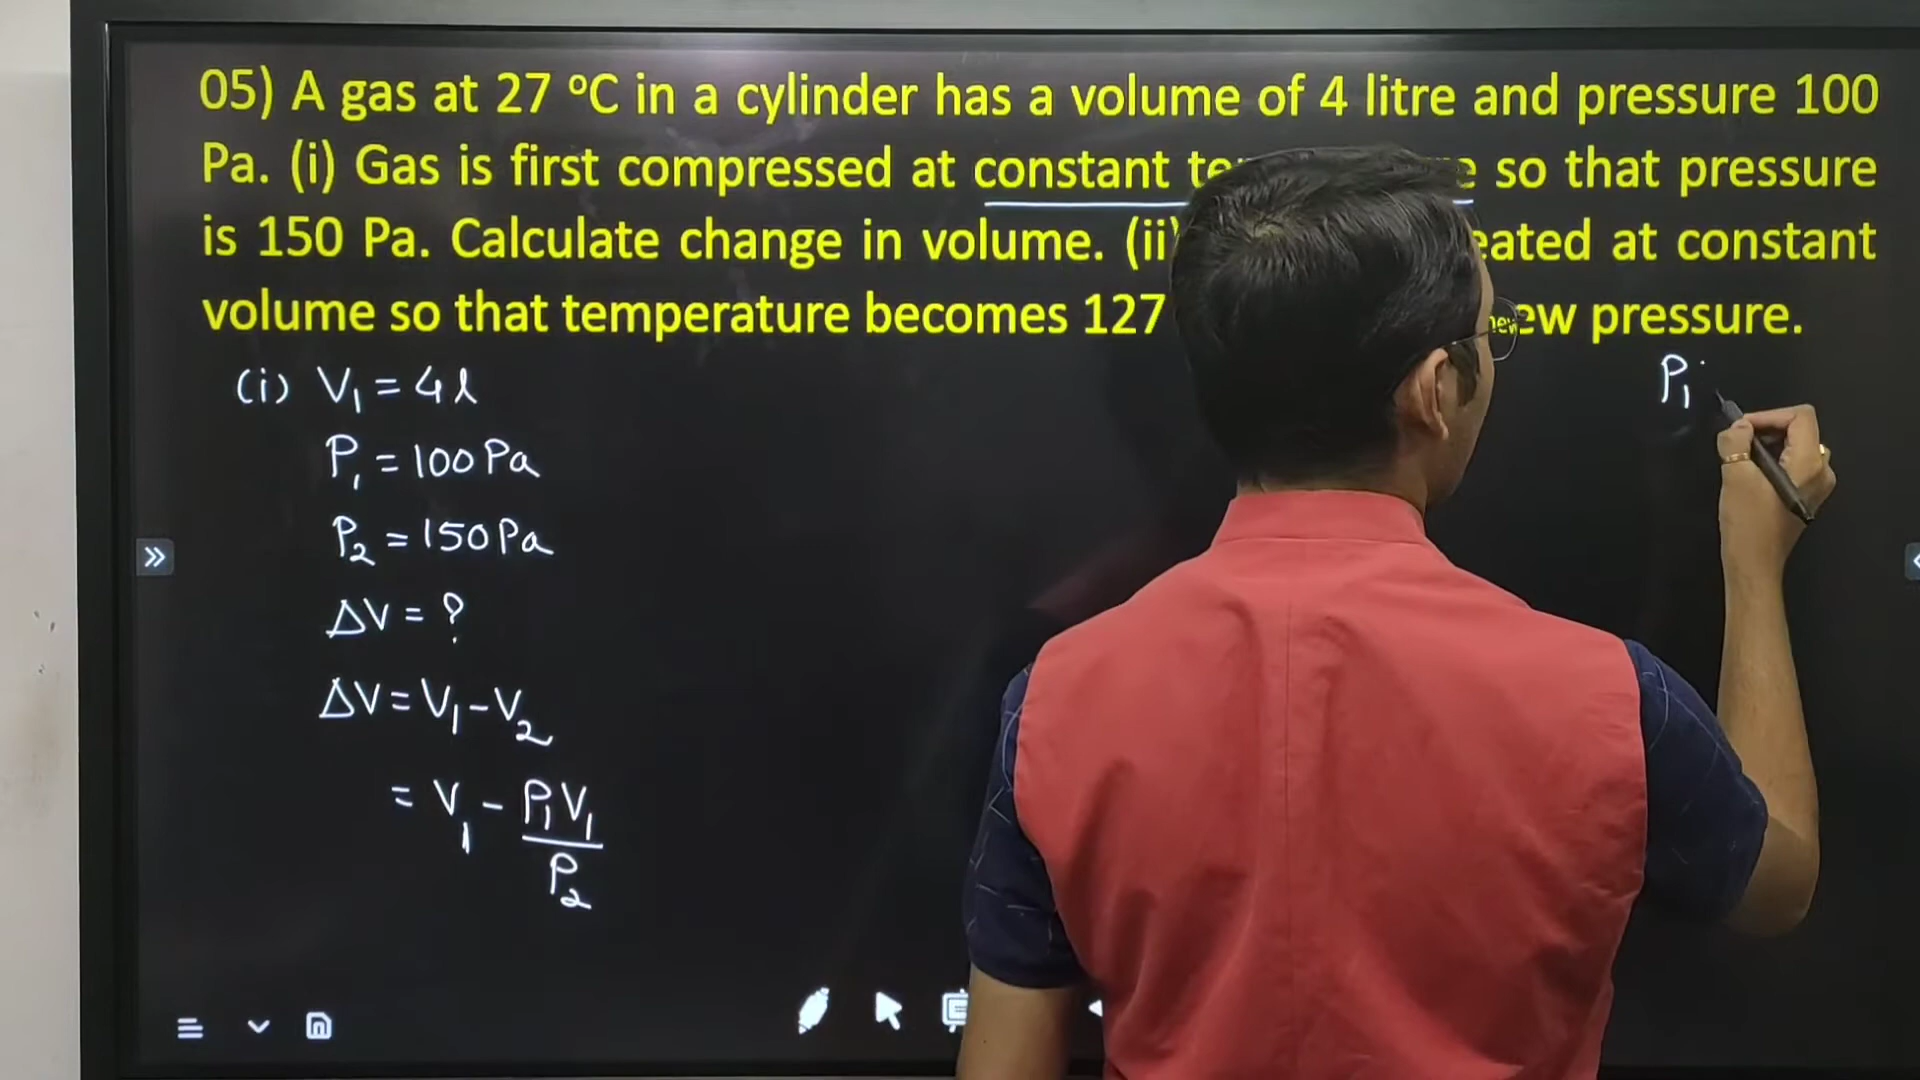 05) A gas at 27 ºC in a cylinder has a volume of 4 litre and pressure 100
Pa. (i) Gas is first compressed at constant so that pressure
is 150 Pa. Calculate change in volume. (ii) at constant
volume so that temperature becomes 127 pressure.
(i) V₁ = 4 l
P₁ = 100 Pa
P₂ = 150 Pa
ΔV = ?
ΔV = V₁ - V₂
= V₁ - P₁V₁
P₂
P₁